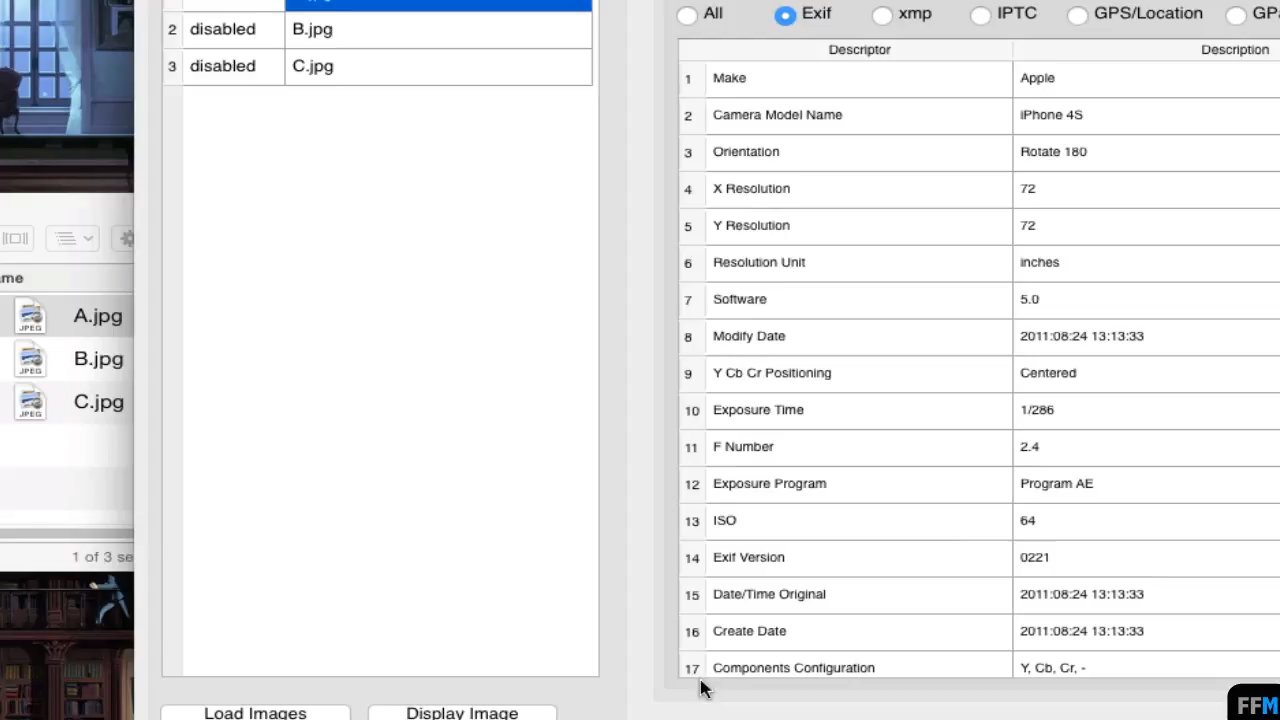 All Exif xmp IPTC GPS/Location
Descriptor Description
2 disabled B.jpg
3 disabled C.jpg
1 Make Apple
2 Camera Model Name iPhone 4S
3 Orientation Rotate 180
4 X Resolution 72
5 Y Resolution 72
6 Resolution Unit inches
7 Software 5.0
8 Modify Date 2011:08:24 13:13:33
9 Y Cb Cr Positioning Centered
10 Exposure Time 1/286
11 F Number 2.4
12 Exposure Program Program AE
13 ISO 64
14 Exif Version 0221
15 Date/Time Original 2011:08:24 13:13:33
16 Create Date 2011:08:24 13:13:33
17 Components Configuration Y, Cb, Cr, -
me
JPEG A.jpg
JPEG B.jpg
JPEG C.jpg
1 of 3 se
Load Images Display Image
FFM